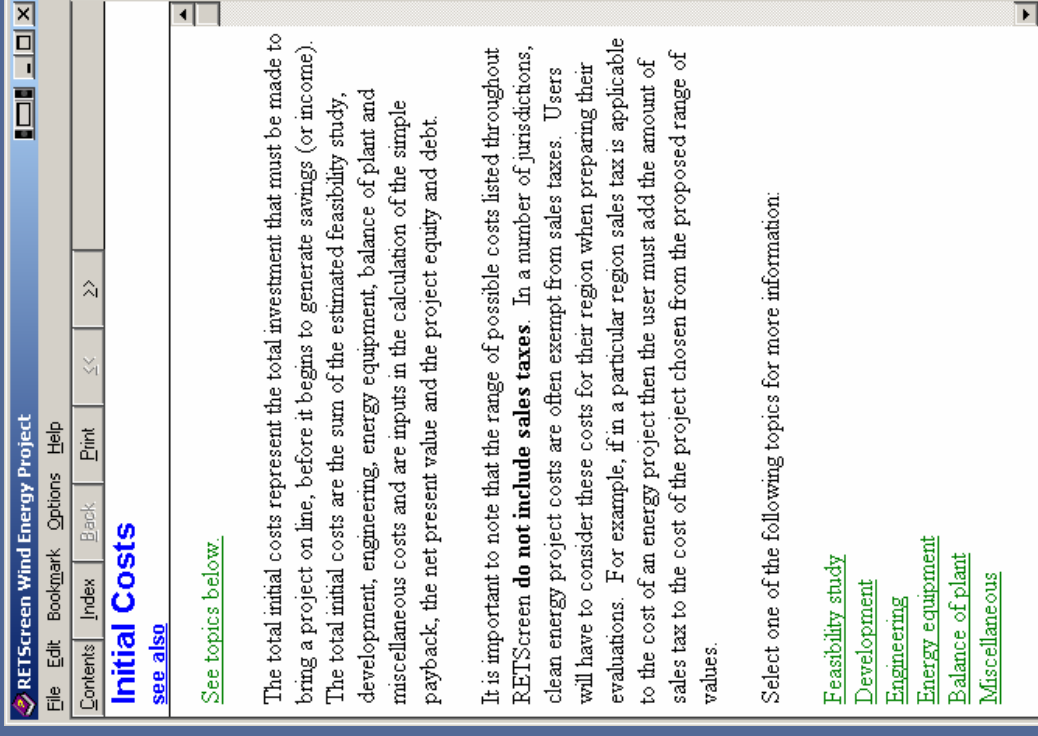 RETScreen Wind Energy Project
File Edit Bookmark Options Help
Contents Index Back Print << >>
Initial Costs
see also
See topics below.
The total initial costs represent the total investment that must be made to
bring a project on line, before it begins to generate savings (or income).
The total initial costs are the sum of the estimated feasibility study,
development, engineering, energy equipment, balance of plant and
miscellaneous costs and are inputs in the calculation of the simple
payback, the net present value and the project equity and debt.
It is important to note that the range of possible costs listed throughout
RETScreen do not include sales taxes. In a number of jurisdictions,
clean energy project costs are often exempt from sales taxes. Users
will have to consider these costs for their region when preparing their
evaluations. For example, if in a particular region sales tax is applicable
to the cost of an energy project then the user must add the amount of
sales tax to the cost of the project chosen from the proposed range of
values.
Select one of the following topics for more information:
Feasibility study
Development
Engineering
Energy equipment
Balance of plant
Miscellaneous